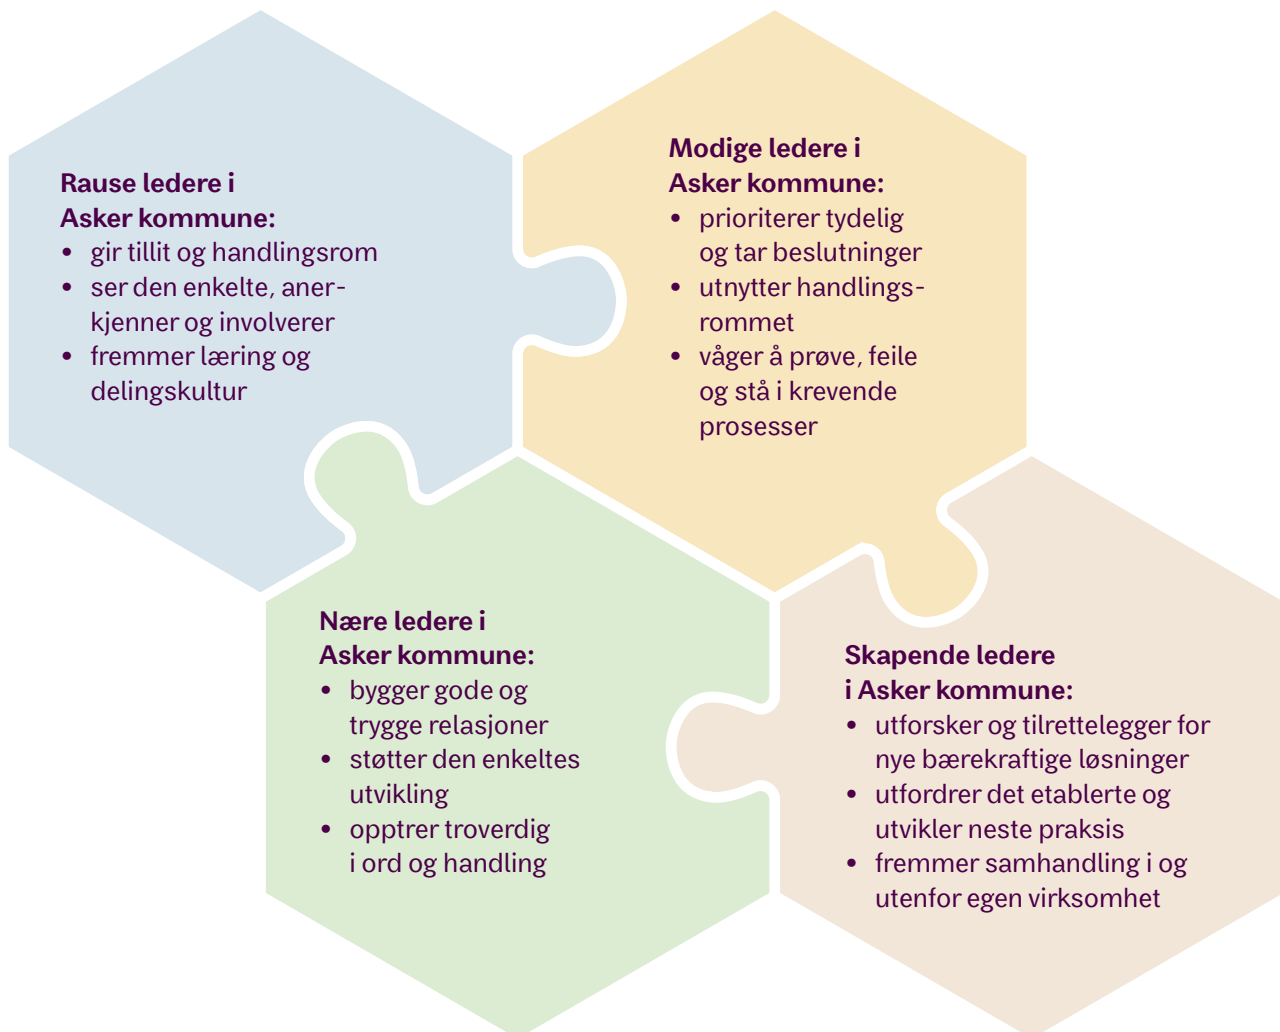 Rause ledere i
Asker kommune:
• gir tillit og handlingsrom
• ser den enkelte, aner-
kjenner og involverer
• fremmer læring og
delingskultur
Modige ledere i
Asker kommune:
• prioriterer tydelig
og tar beslutninger
• utnytter handlings-
rommet
• våger å prøve, feile
og stå i krevende
prosesser
Nære ledere i
Asker kommune:
• bygger gode og
trygge relasjoner
• støtter den enkeltes
utvikling
• opptrer troverdig
i ord og handling
Skapende ledere
i Asker kommune:
• utforsker og tilrettelegger for
nye bærekraftige løsninger
• utfordrer det etablerte og
utvikler neste praksis
• fremmer samhandling i og
utenfor egen virksomhet